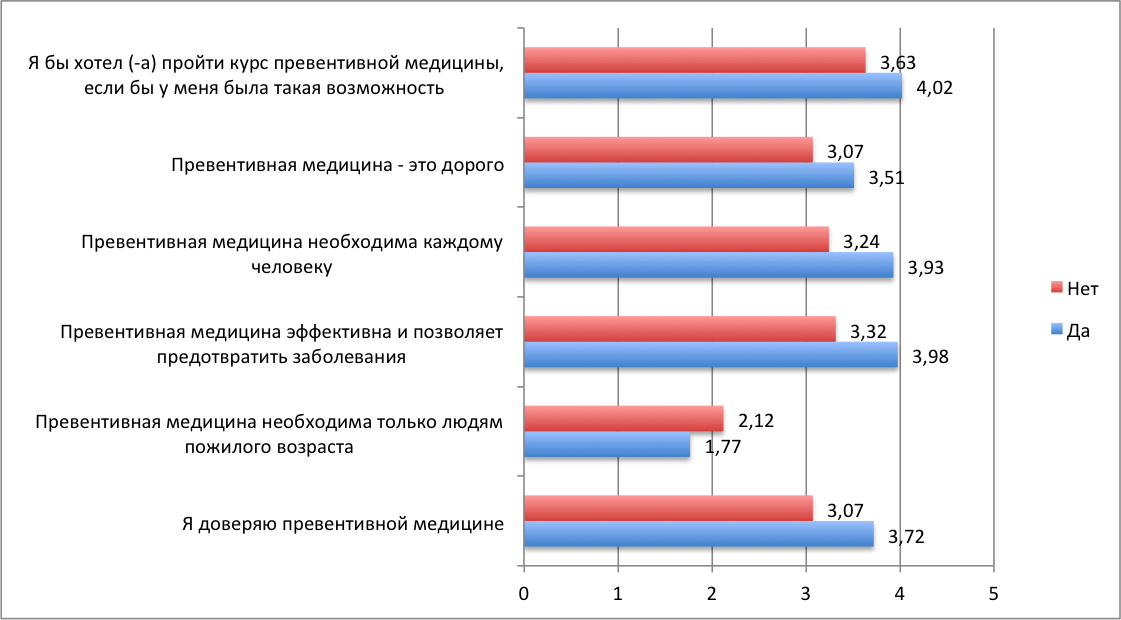 Я бы хотел (-а) пройти курс превентивной медицины,
если бы у меня была такая возможность
3,63
4,02
Превентивная медицина - это дорого
3,07
3,51
Превентивная медицина необходима каждому
человеку
3,24
3,93
Превентивная медицина эффективна и позволяет
предотвратить заболевания
3,32
3,98
Превентивная медицина необходима только людям
пожилого возраста
2,12
1,77
Я доверяю превентивной медицине
3,07
3,72
0 1 2 3 4 5
Нет
Да